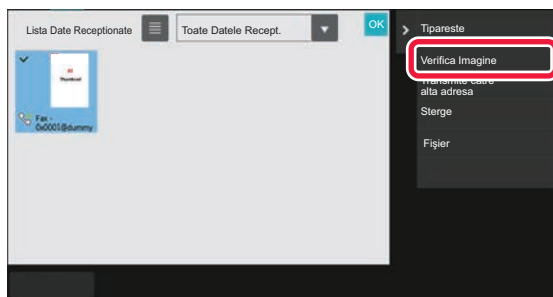 Lista Date Receptionate
Toate Datele Recept.
OK
Tipareste
Verifica Imagine
Transmite catre
alta adresa
Sterge
Fişier
Thumbnail
Fax -
0x0001@dummy